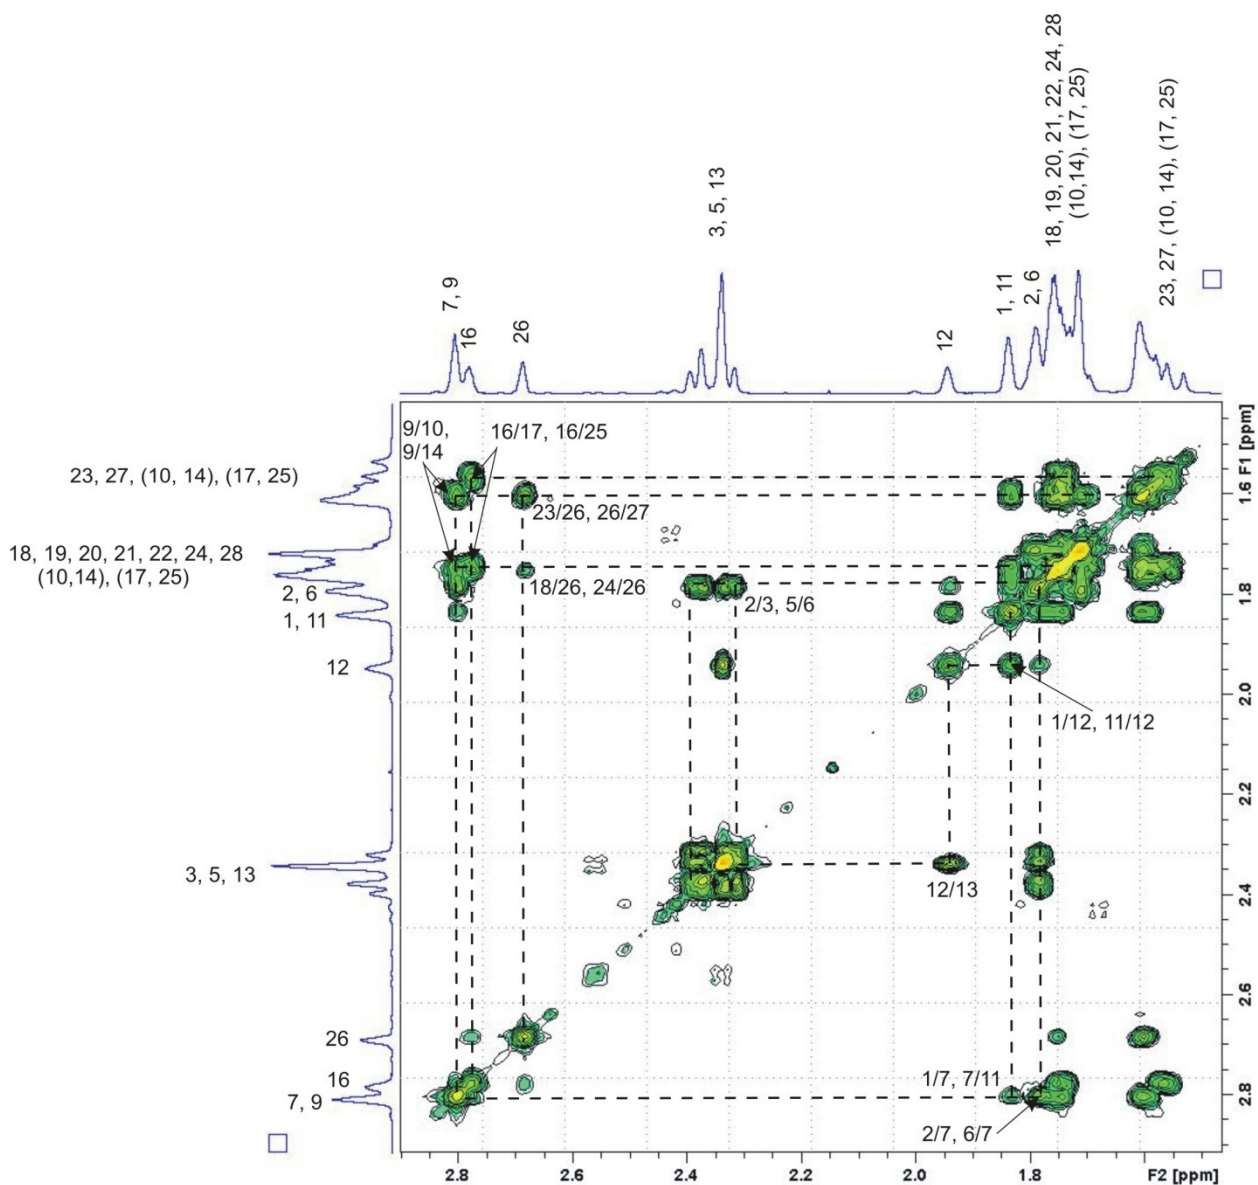 18, 19, 20, 21, 22, 24, 28
(10,14), (17, 25)
23, 27, (10, 14), (17, 25)
3, 5, 13
1, 11
2, 6
7, 9
16
26
12
9/10,
9/14
16/17, 16/25
23, 27, (10, 14), (17, 25)
23/26, 26/27
18, 19, 20, 21, 22, 24, 28
(10,14), (17, 25)
18/26, 24/26
2/3, 5/6
2, 6
1, 11
12
1/12, 11/12
3, 5, 13
12/13
26
16
7, 9
1/7, 7/11
2/7, 6/7
F1 [ppm]
1.6
1.8
2.0
2.2
2.4
2.6
2.8
2.8 2.6 2.4 2.2 2.0 1.8 F2 [ppm]